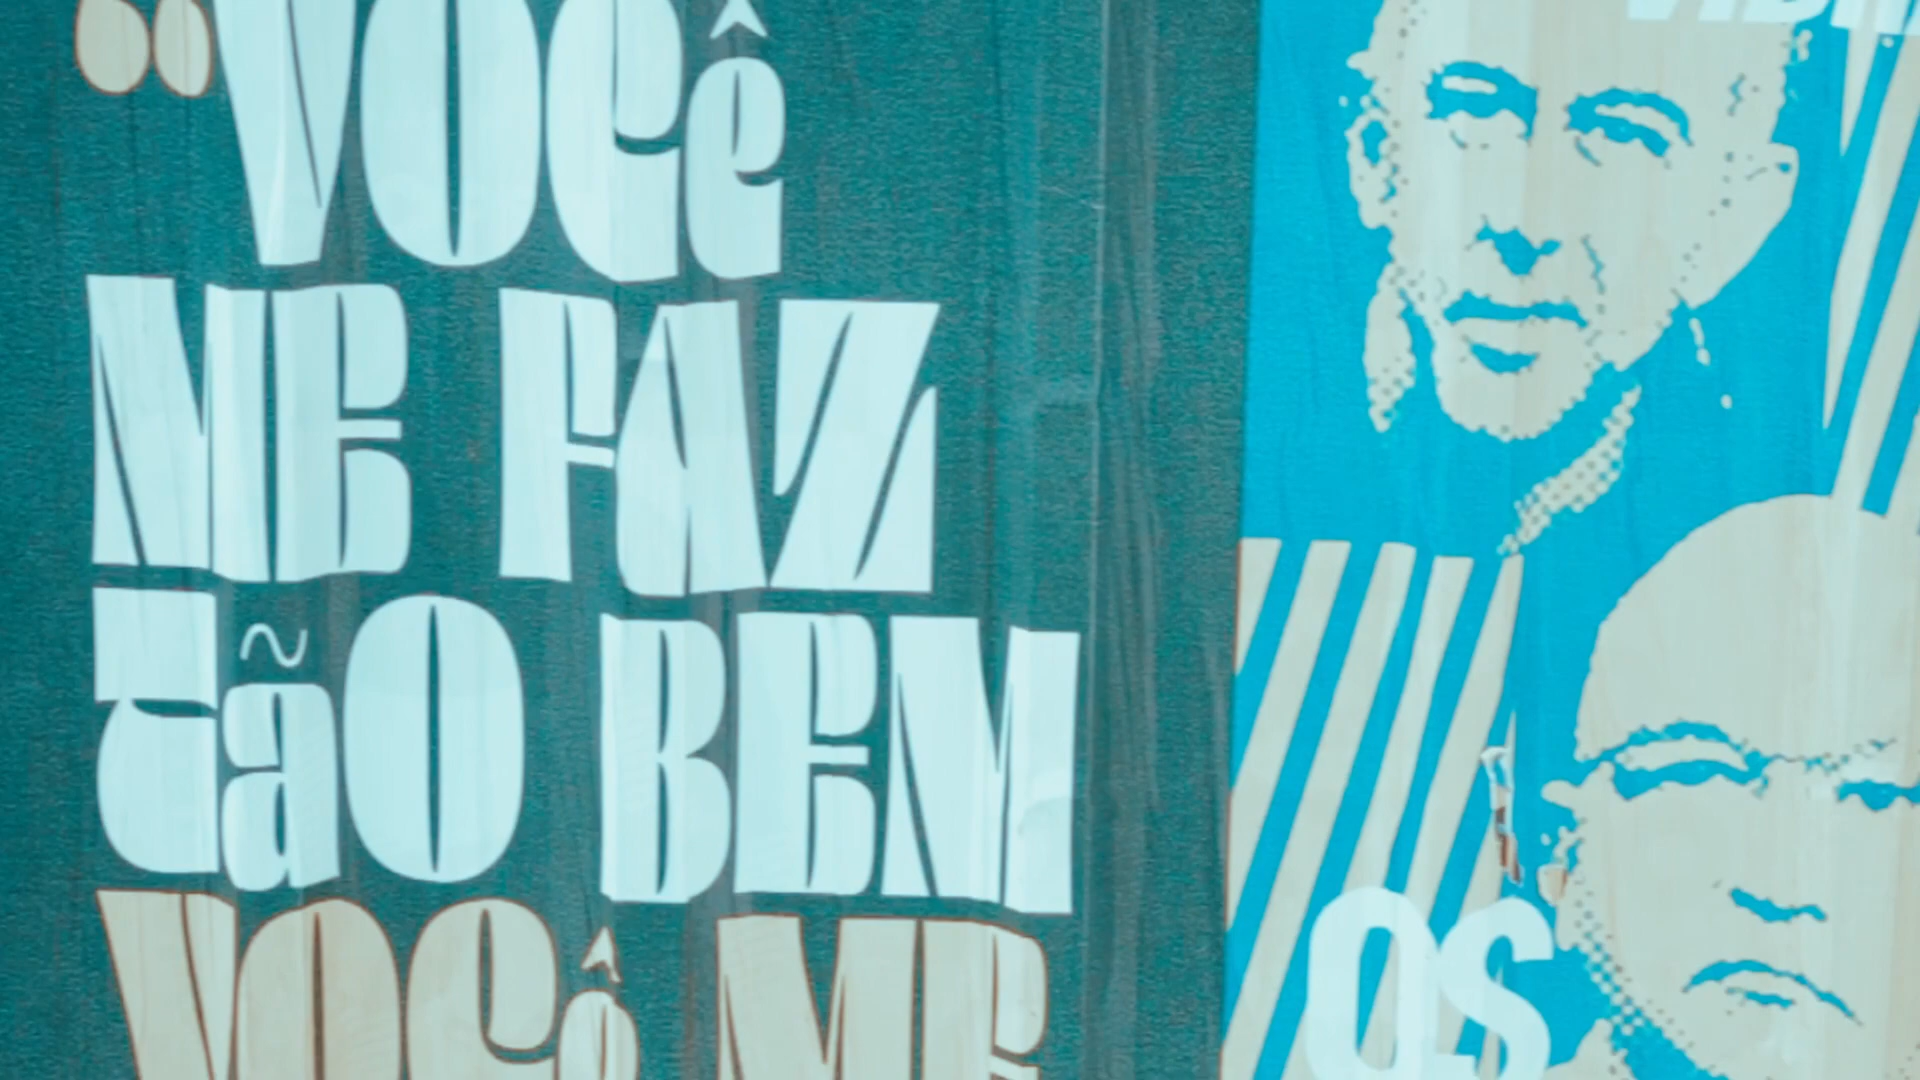 “VOCê
ME FAZ
tãO BEM
VOCê ME
OS